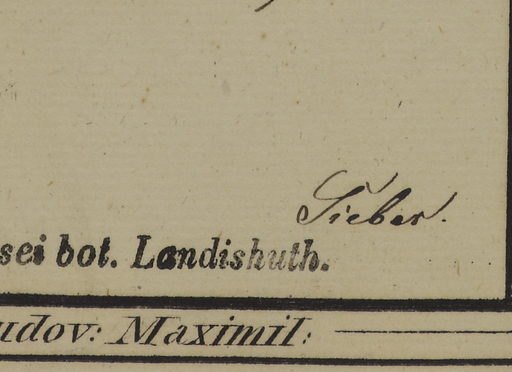 Sieber.
sei bot. Landishuth.
udov: Maximil: